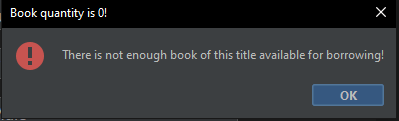 Book quantity is 0!
There is not enough book of this title available for borrowing!
OK